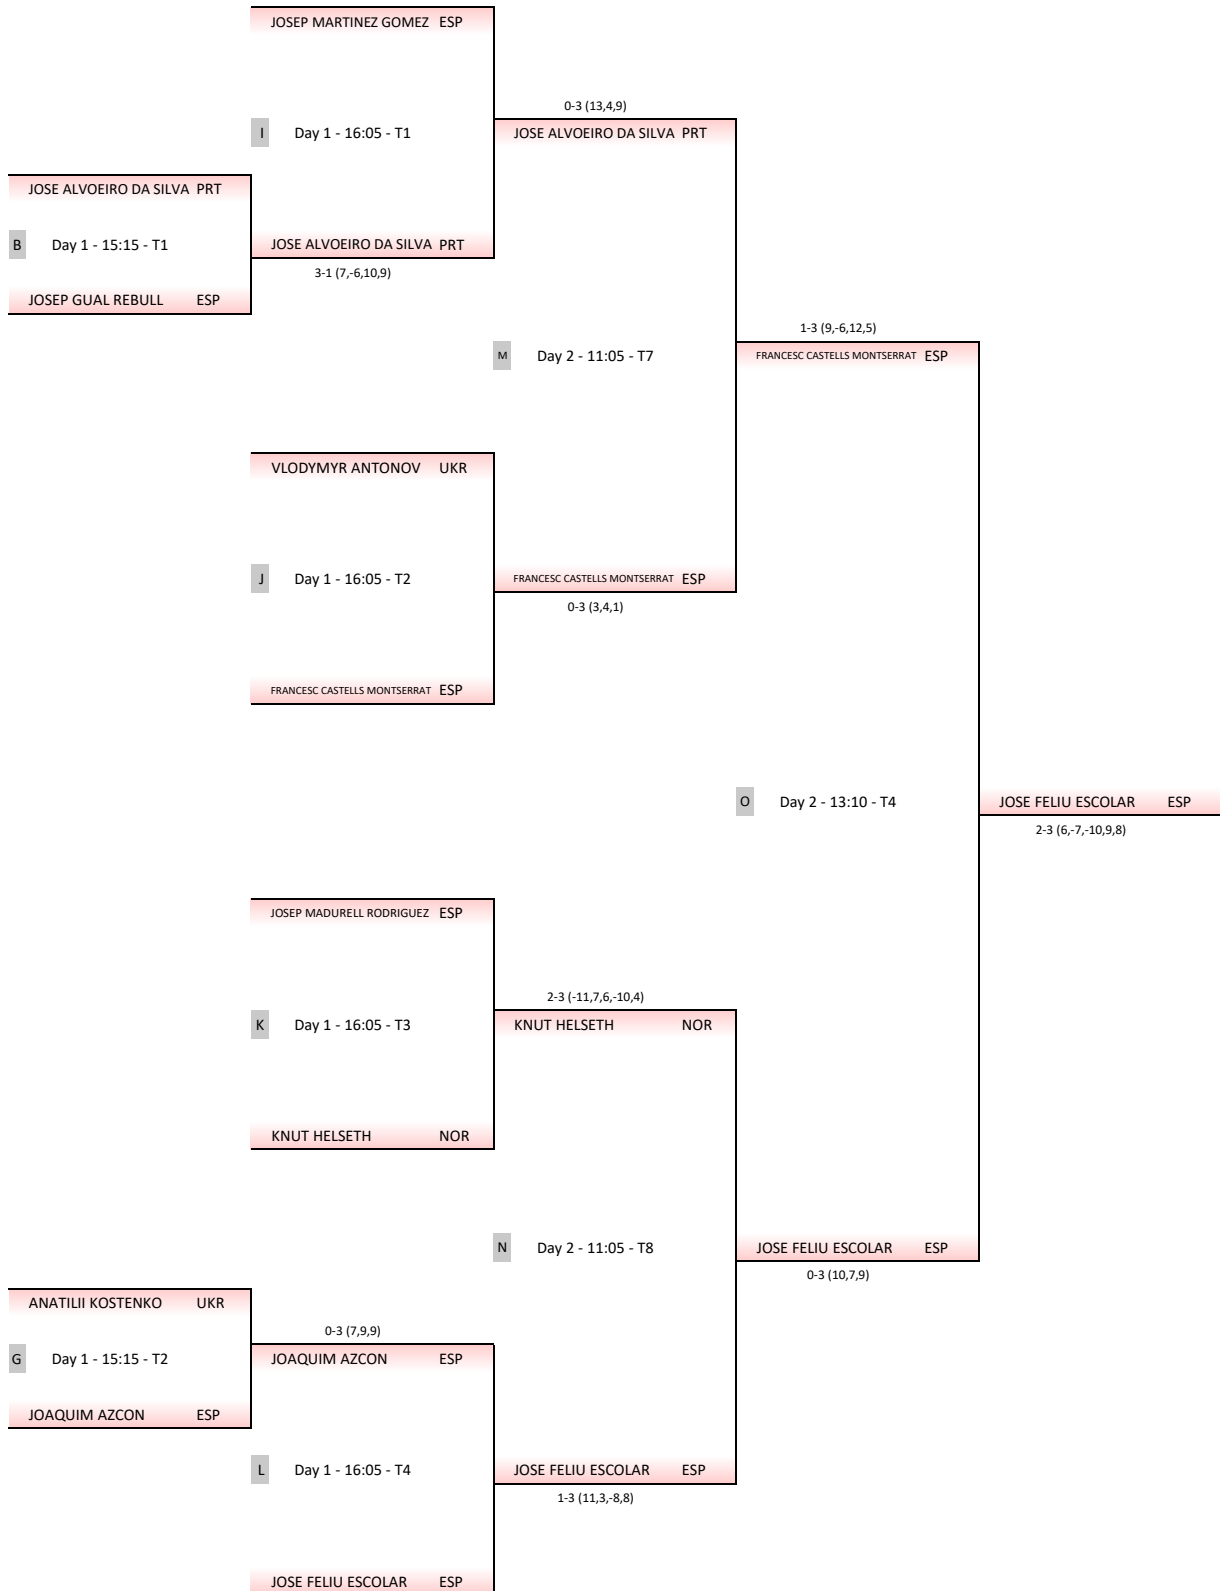 JOSEP MARTINEZ GOMEZ ESP
0-3 (13,4,9)
I Day 1 - 16:05 - T1
JOSE ALVOEIRO DA SILVA PRT
JOSE ALVOEIRO DA SILVA PRT
B Day 1 - 15:15 - T1
JOSE ALVOEIRO DA SILVA PRT
3-1 (7,-6,10,9)
JOSEP GUAL REBULL ESP
1-3 (9,-6,12,5)
M Day 2 - 11:05 - T7
FRANCESC CASTELLS MONTSERRAT ESP
VLODYMYR ANTONOV UKR
J Day 1 - 16:05 - T2
FRANCESC CASTELLS MONTSERRAT ESP
0-3 (3,4,1)
FRANCESC CASTELLS MONTSERRAT ESP
O Day 2 - 13:10 - T4
JOSE FELIU ESCOLAR ESP
2-3 (6,-7,-10,9,8)
JOSEP MADURELL RODRIGUEZ ESP
2-3 (-11,7,6,-10,4)
K Day 1 - 16:05 - T3
KNUT HELSETH NOR
KNUT HELSETH NOR
N Day 2 - 11:05 - T8
JOSE FELIU ESCOLAR ESP
0-3 (10,7,9)
ANATILII KOSTENKO UKR
0-3 (7,9,9)
G Day 1 - 15:15 - T2
JOAQUIM AZCON ESP
JOAQUIM AZCON ESP
L Day 1 - 16:05 - T4
JOSE FELIU ESCOLAR ESP
1-3 (11,3,-8,8)
JOSE FELIU ESCOLAR ESP